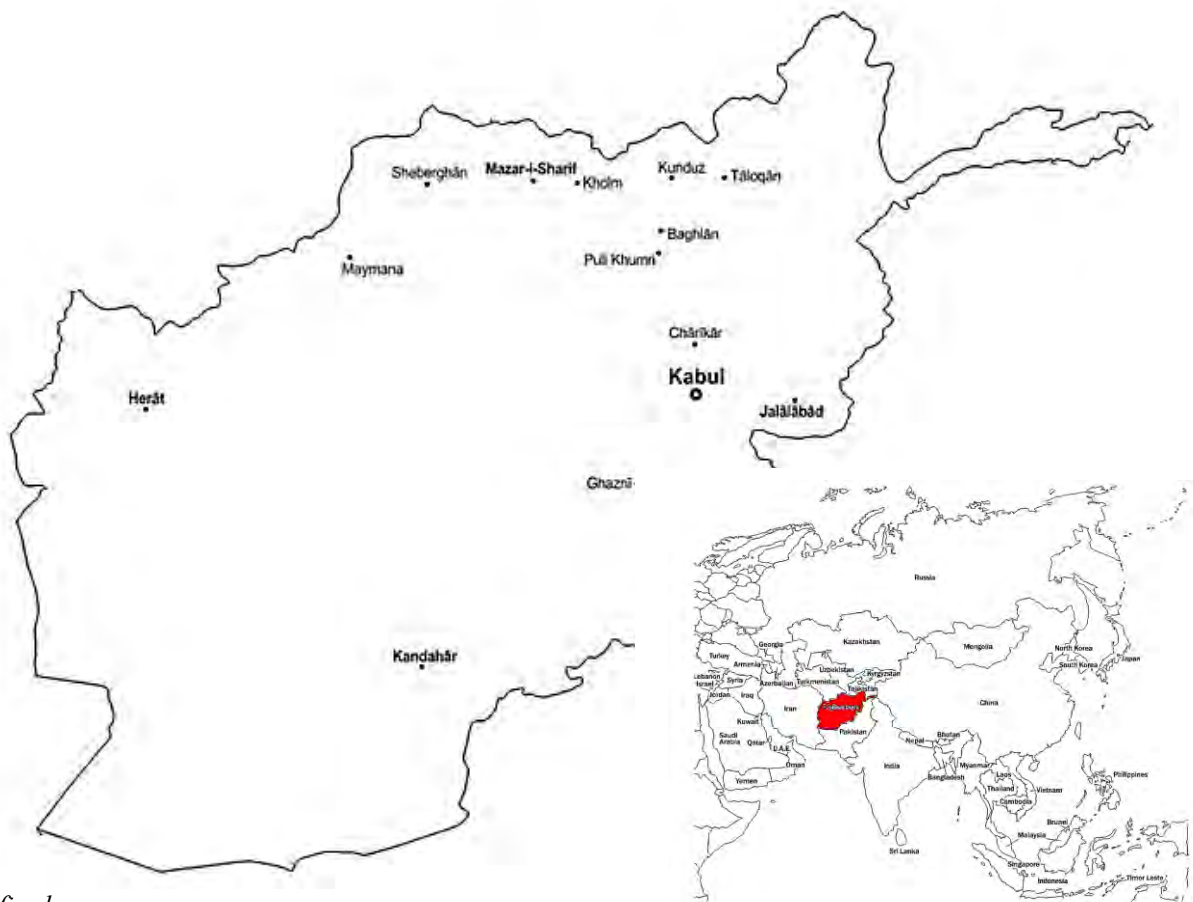 Sheberghān
Mazar-i-Sharif
Kholm
Kunduz
Tāloqān
Baghlān
Puli Khumri
Maymana
Chārīkār
Kabul
Herāt
Jalālābād
Ghaznī
Kandahār
Russia
Kazakhstan
Mongolia
Georgia
North Korea
Turkey
Armenia
Uzbekistan
Kyrgyzstan
South Korea
Japan
Lebanon
Israel
Syria
Azerbaijan
Turkmenistan
Tajikistan
Jordan
Iraq
Iran
China
Kuwait
Pakistan
Saudi
Arabia
Qatar
U.A.E.
Nepal
Bhutan
Oman
India
Bangladesh
Myanmar
Laos
Yemen
Thailand
Vietnam
Philippines
Cambodia
Brunei
Malaysia
Sri Lanka
Singapore
Indonesia
Timor Leste